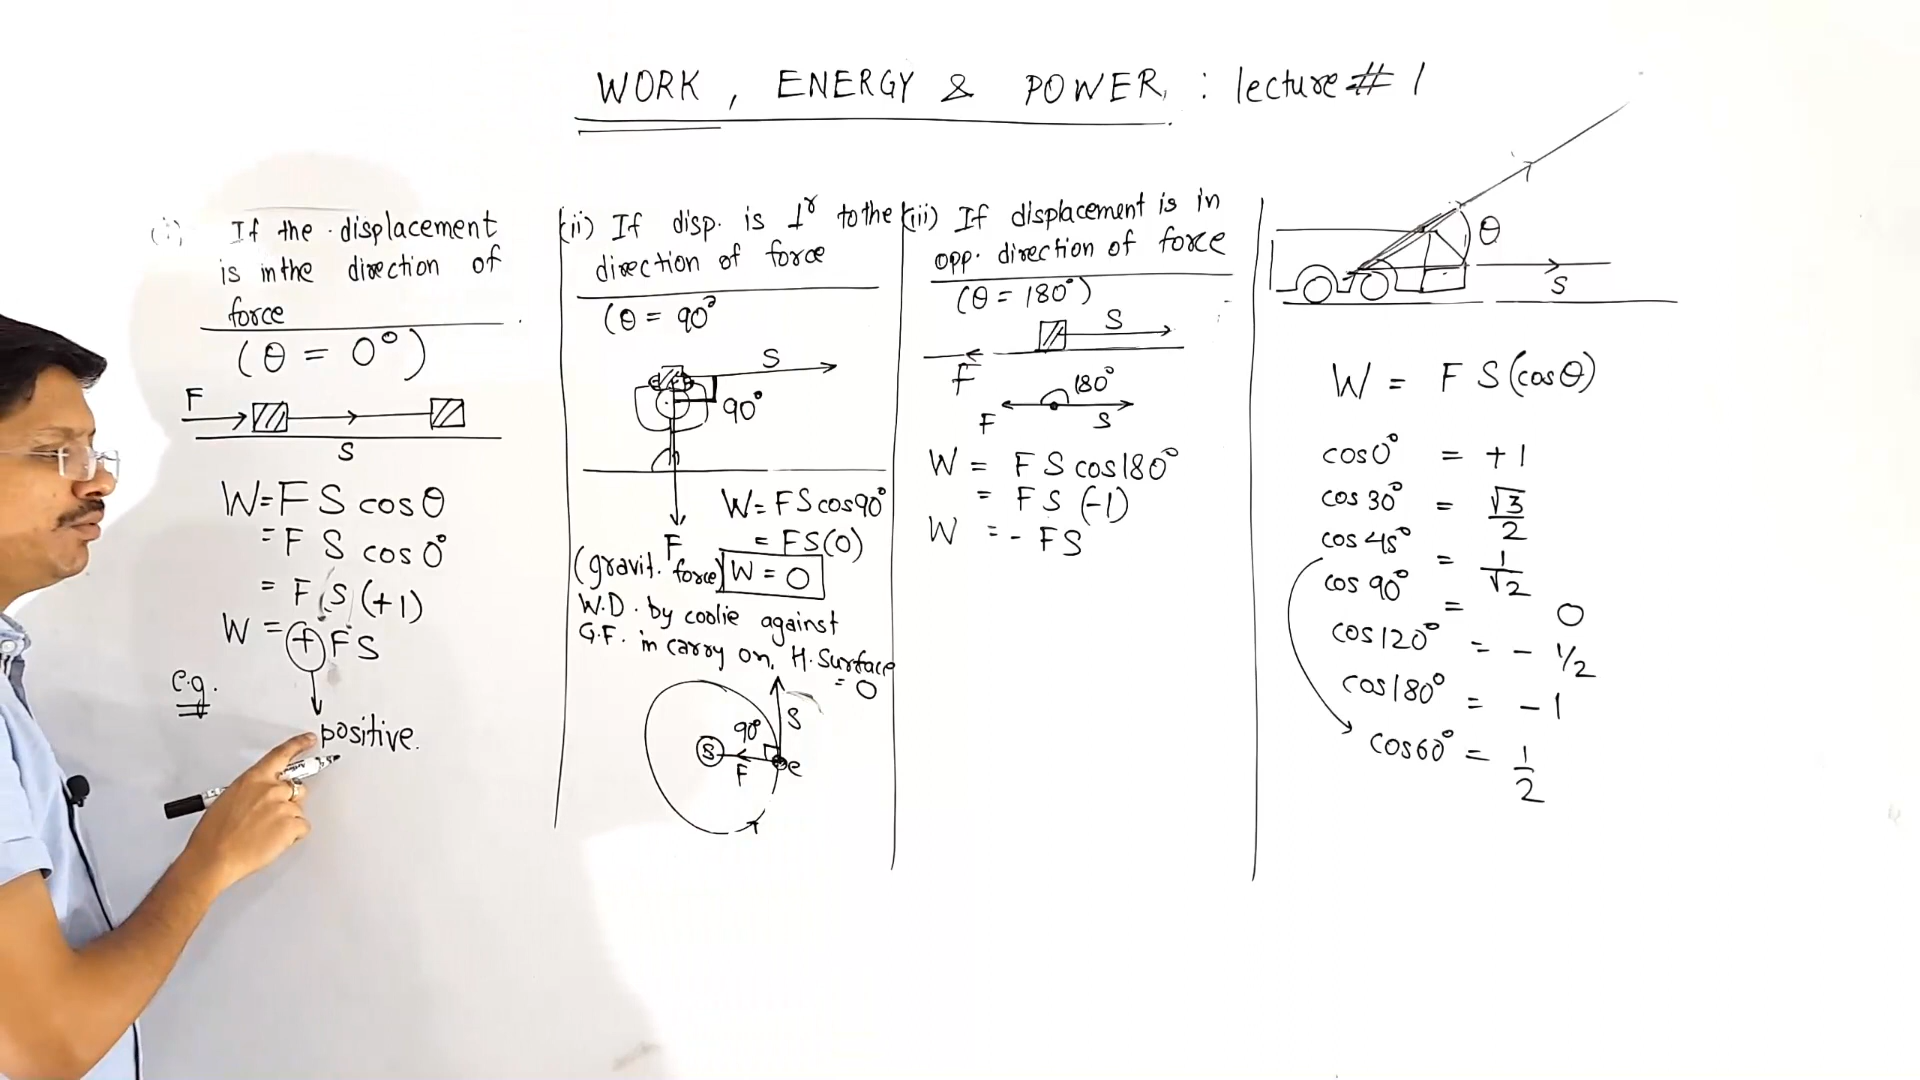 WORK, ENERGY & POWER, : lecture # 1
(i) If the displacement
is in the direction of
force
(θ = 0°)
F
S
W = F S cos θ
= F S cos 0°
= F S (+1)
W = + F S
e.g.
positive.
(ii) If disp. is ⊥r to the
direction of force
(θ = 90°
S
90°
F
(gravit. force)
W = FS cos 90°
= FS(0)
W = 0
W.D. by coolie against
G.F. in carry on H. Surface
= 0
S
90°
S
F
e
(iii) If displacement is in
opp. direction of force
(θ = 180°)
S
F
180°
F
S
W = F S cos 180°
= F S (-1)
W = - F S
θ
S
W = F S (cos θ)
cos 0° = + 1
cos 30° = √3/2
cos 45° = 1/√2
cos 90° = 0
cos 120° = - 1/2
cos 180° = - 1
cos 60° = 1/2